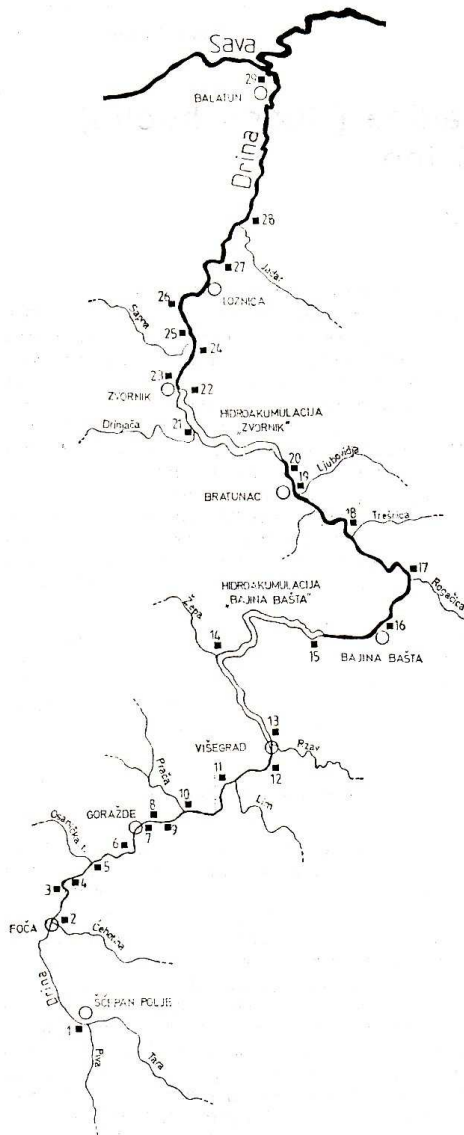 Sava
29
BALATUN
Drina
28
Jadar
27
LOZNICA
26
Sapna
25
24
23
ZVORNIK
22
Drinjača
21
HIDROAKUMULACIJA
„ZVORNIK"
20
19
Ljubovidja
BRATUNAC
18
Trešnica
17
Rogačica
HIDROAKUMULACIJA
„BAJINA BAŠTA"
Žepa
14
16
15
BAJINA BAŠTA
13
VIŠEGRAD
Rzav
12
11
Prača
10
Lim
8
GORAŽDE
7
9
Osanička r.
6
5
4
3
2
FOČA
Ćehotina
Drina
ŠĆEPAN POLJE
1
Piva
Tara